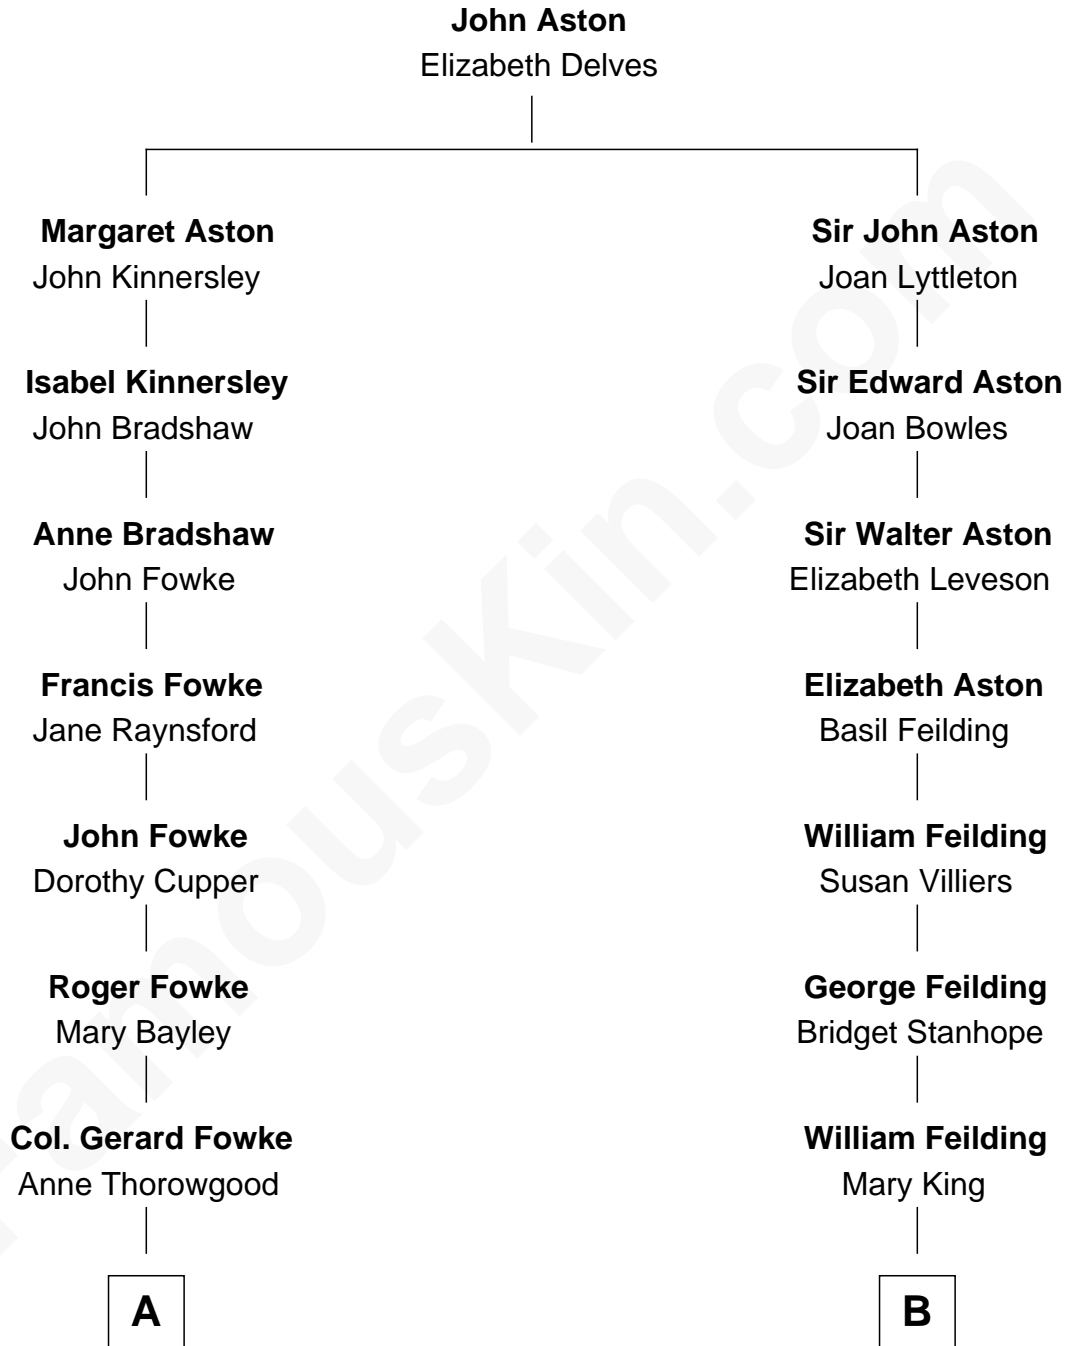 John Aston
Elizabeth Delves
Margaret Aston
John Kinnersley
Sir John Aston
Joan Lyttleton
Isabel Kinnersley
John Bradshaw
Sir Edward Aston
Joan Bowles
Anne Bradshaw
John Fowke
Sir Walter Aston
Elizabeth Leveson
Francis Fowke
Jane Raynsford
Elizabeth Aston
Basil Feilding
John Fowke
Dorothy Cupper
William Feilding
Susan Villiers
Roger Fowke
Mary Bayley
George Feilding
Bridget Stanhope
Col. Gerard Fowke
Anne Thorowgood
William Feilding
Mary King
A
B
FamousKin.com